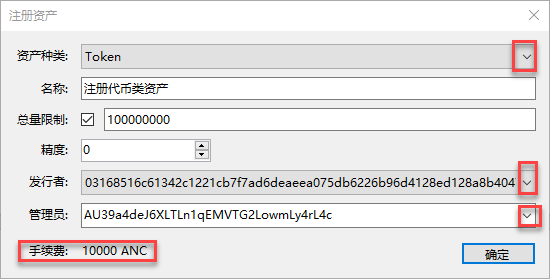 注册资产
资产种类: Token
名称: 注册代币类资产
总量限制: 100000000
精度: 0
发行者: 03168516c61342c1221cb7f7ad6deaeea075db6226b96d4128ed128a8b404
管理员: AU39a4deJ6XLTLn1qEMVTG2LowmLy4rL4c
手续费: 10000 ANC
确定